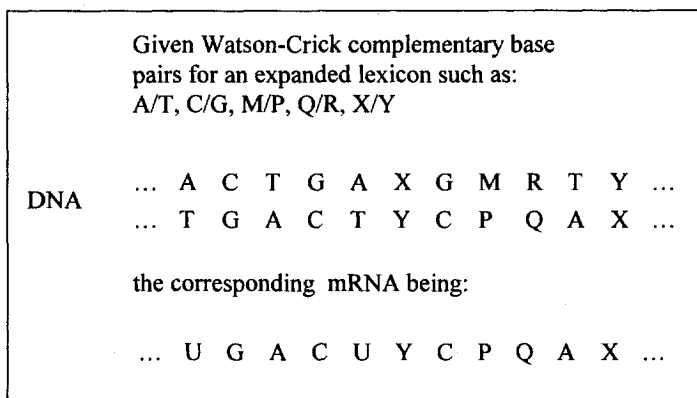 Given Watson-Crick complementary base
pairs for an expanded lexicon such as:
A/T, C/G, M/P, Q/R, X/Y
... A C T G A X G M R T Y ...
DNA
... T G A C T Y C P Q A X ...
the corresponding mRNA being:
... U G A C U Y C P Q A X ...